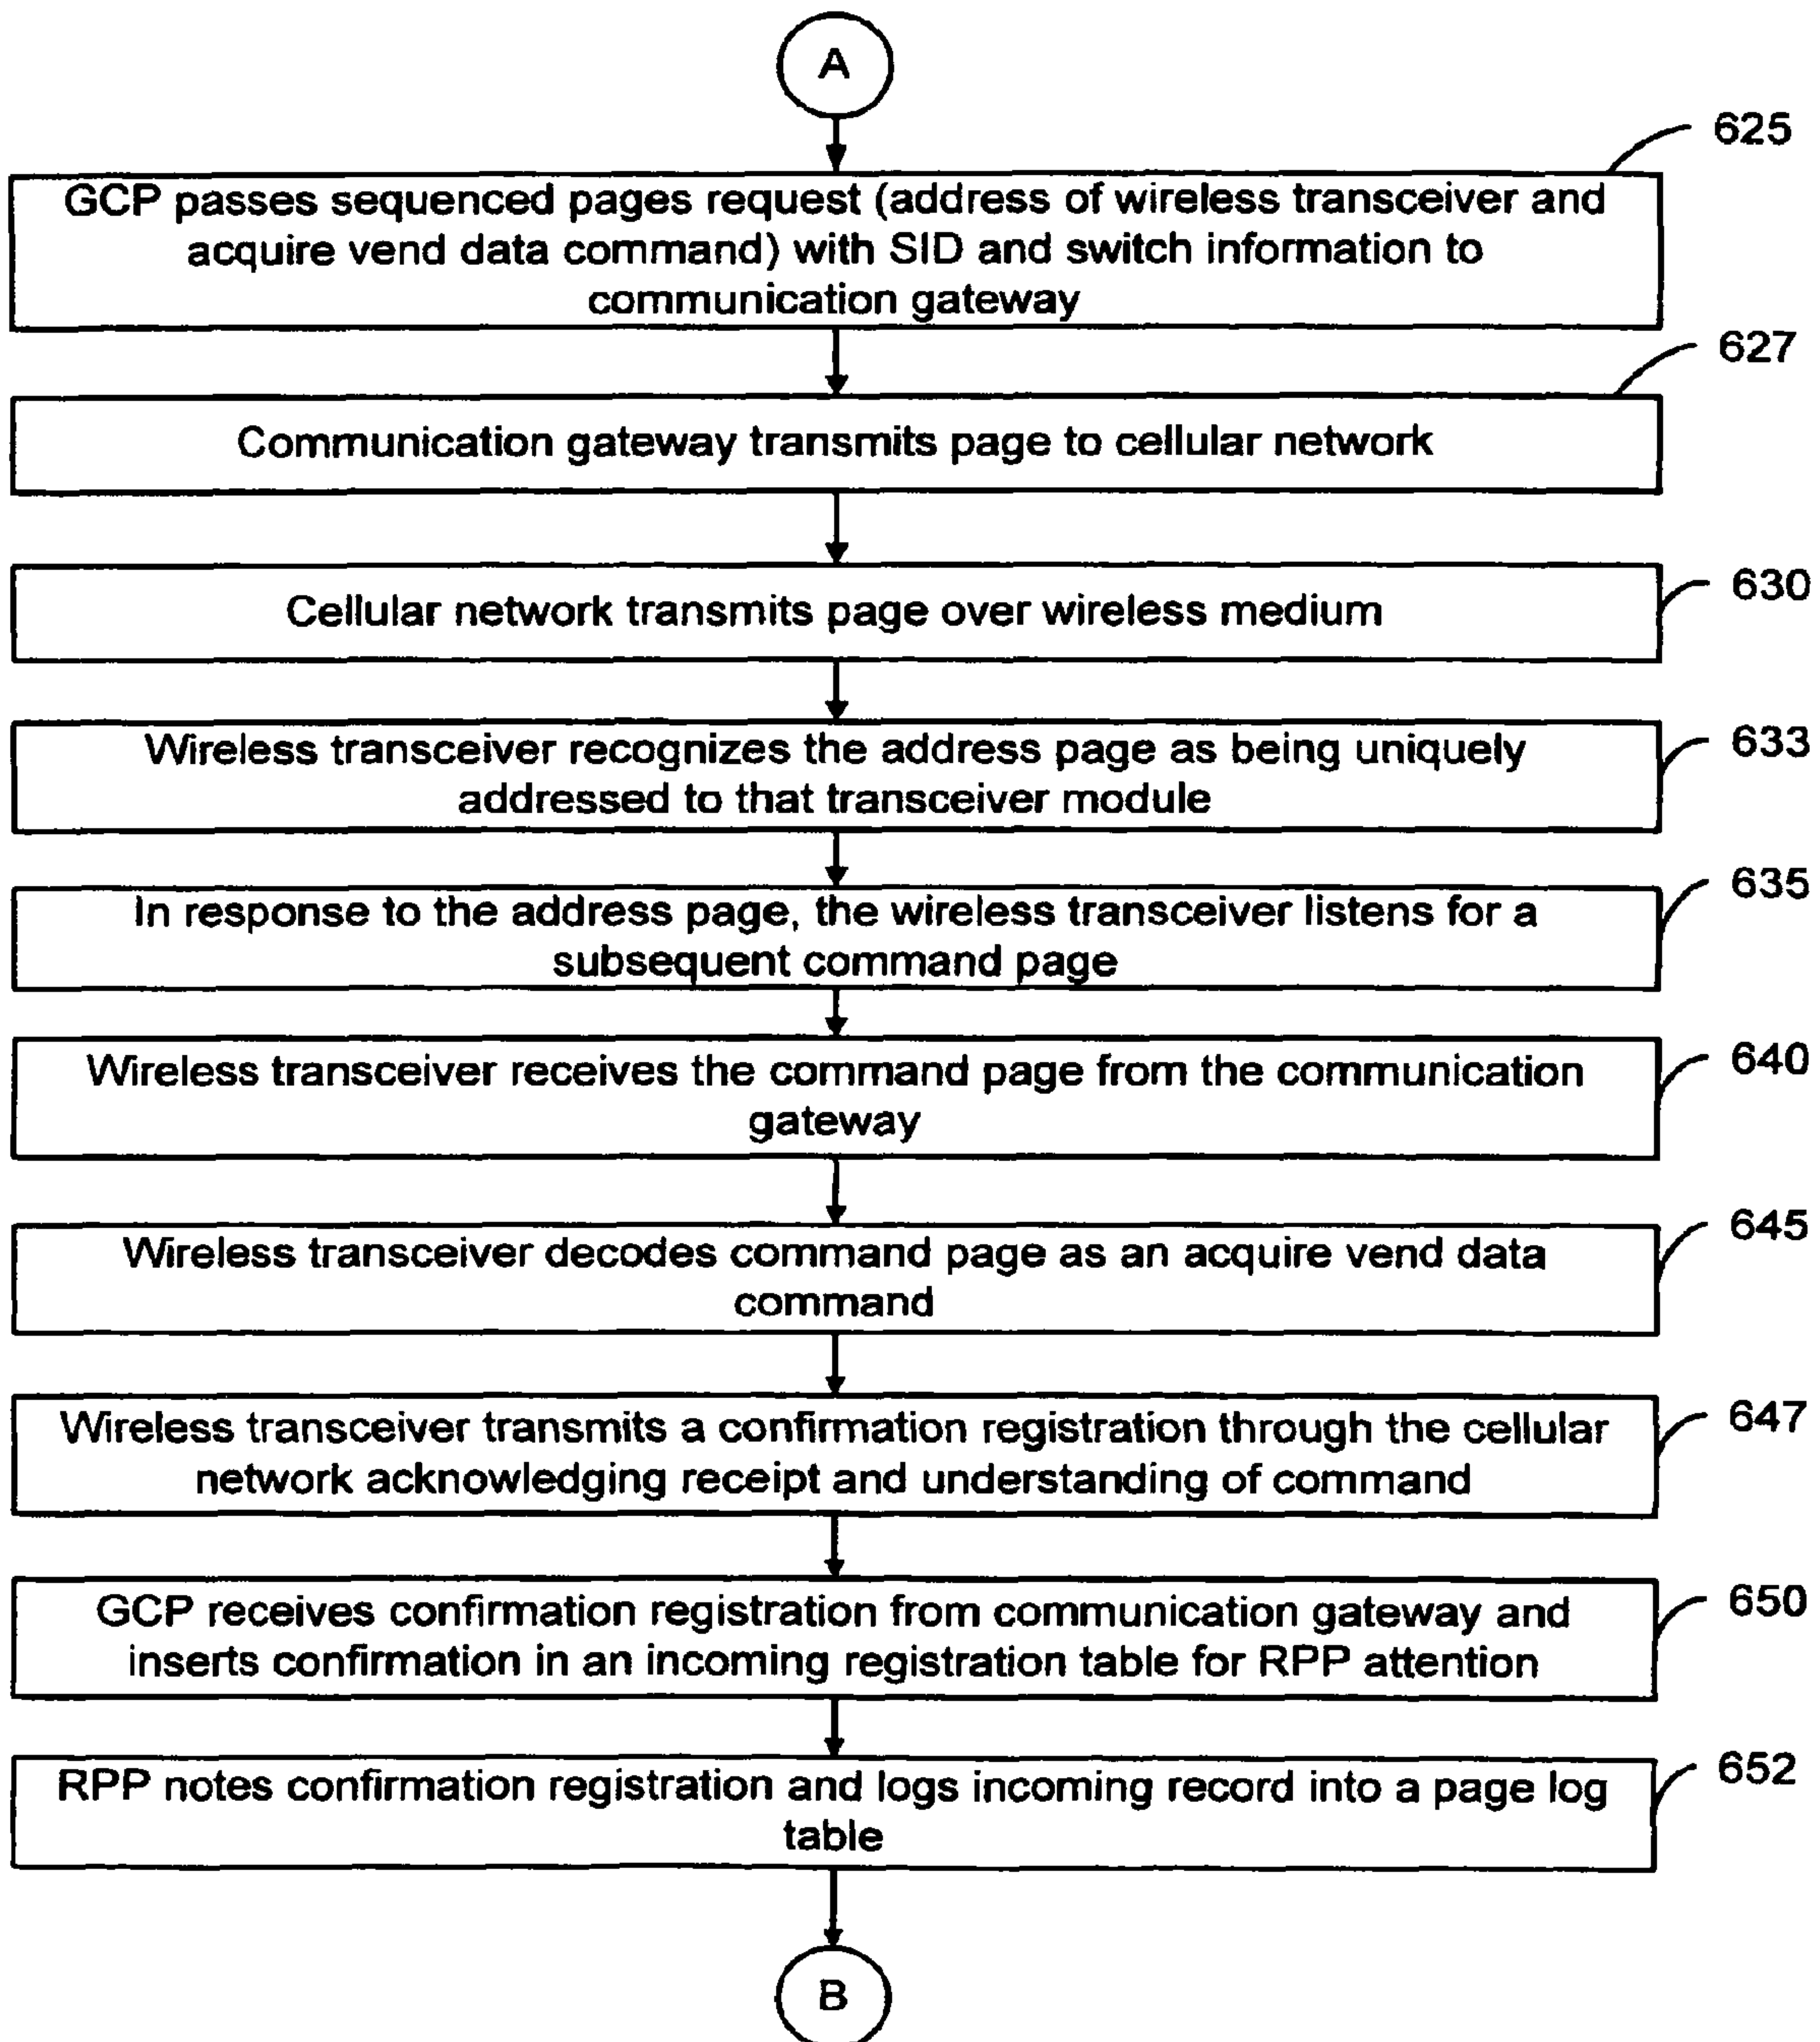 A
625
GCP passes sequenced pages request (address of wireless transceiver and
acquire vend data command) with SID and switch information to
communication gateway
627
Communication gateway transmits page to cellular network
630
Cellular network transmits page over wireless medium
633
Wireless transceiver recognizes the address page as being uniquely
addressed to that transceiver module
635
In response to the address page, the wireless transceiver listens for a
subsequent command page
640
Wireless transceiver receives the command page from the communication
gateway
645
Wireless transceiver decodes command page as an acquire vend data
command
647
Wireless transceiver transmits a confirmation registration through the cellular
network acknowledging receipt and understanding of command
650
GCP receives confirmation registration from communication gateway and
inserts confirmation in an incoming registration table for RPP attention
652
RPP notes confirmation registration and logs incoming record into a page log
table
B